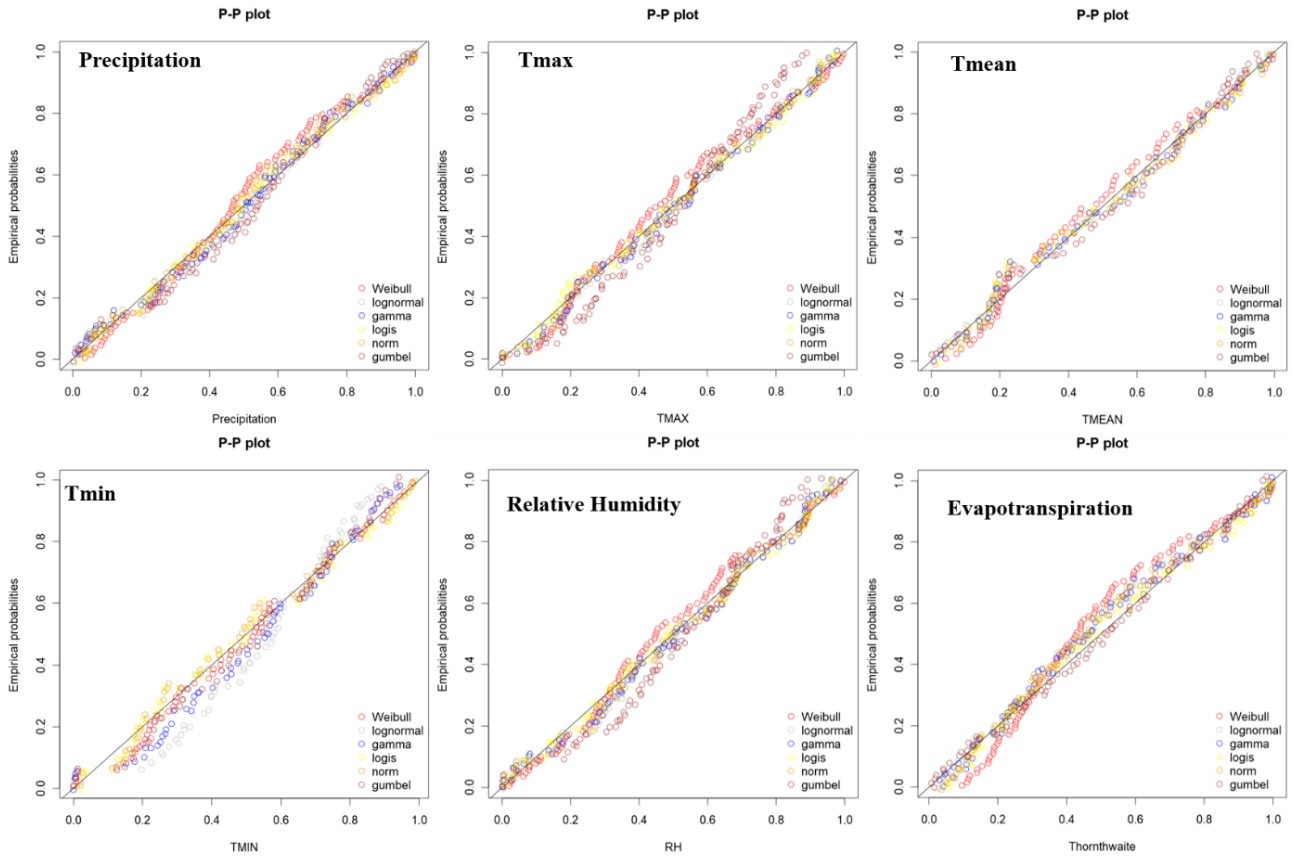 P-P plot
Precipitation
Empirical probabilities
1.0
0.8
0.6
0.4
0.2
0.0
Weibull
lognormal
gamma
logis
norm
gumbel
0.0 0.2 0.4 0.6 0.8 1.0
Precipitation
P-P plot
Tmax
Empirical probabilities
1.0
0.8
0.6
0.4
0.2
0.0
Weibull
lognormal
gamma
logis
norm
gumbel
0.0 0.2 0.4 0.6 0.8 1.0
TMAX
P-P plot
Tmean
Empirical probabilities
1.0
0.8
0.6
0.4
0.2
0.0
Weibull
lognormal
gamma
logis
norm
gumbel
0.0 0.2 0.4 0.6 0.8 1.0
TMEAN
P-P plot
Tmin
Empirical probabilities
1.0
0.8
0.6
0.4
0.2
0.0
Weibull
lognormal
gamma
logis
norm
gumbel
0.0 0.2 0.4 0.6 0.8 1.0
TMIN
P-P plot
Relative Humidity
Empirical probabilities
1.0
0.8
0.6
0.4
0.2
0.0
Weibull
lognormal
gamma
logis
norm
gumbel
0.0 0.2 0.4 0.6 0.8 1.0
RH
P-P plot
Evapotranspiration
Empirical probabilities
1.0
0.8
0.6
0.4
0.2
0.0
Weibull
lognormal
gamma
logis
norm
gumbel
0.0 0.2 0.4 0.6 0.8 1.0
Thornthwaite